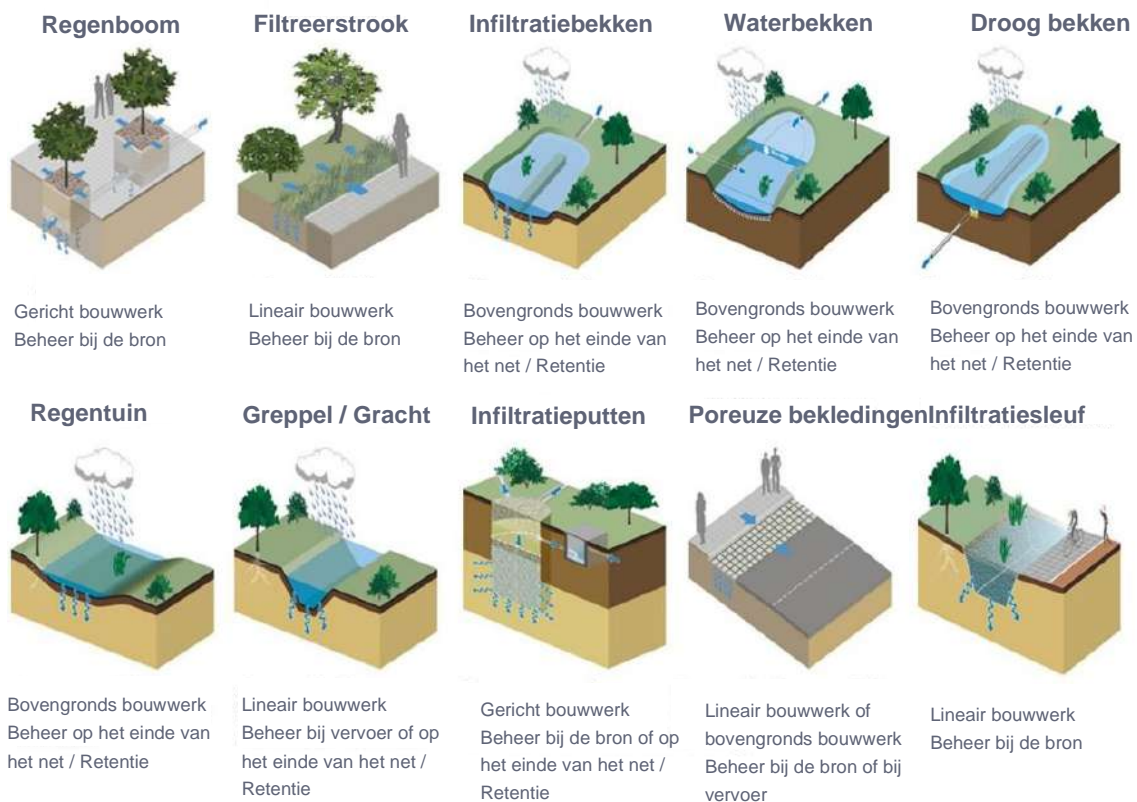 Regenboom
Filtreerstrook
Infiltratiebekken
Waterbekken
Droog bekken
Gericht bouwwerk
Beheer bij de bron
Lineair bouwwerk
Beheer bij de bron
Bovengronds bouwwerk
Beheer op het einde van
het net / Retentie
Bovengronds bouwwerk
Beheer op het einde van
het net / Retentie
Bovengronds bouwwerk
Beheer op het einde van
het net / Retentie
Regentuin
Greppel / Gracht
Infiltratieputten
Poreuze bekledingen
Infiltratiesleuf
Bovengronds bouwwerk
Beheer op het einde van
het net / Retentie
Lineair bouwwerk
Beheer bij vervoer of op
het einde van het net /
Retentie
Gericht bouwwerk
Beheer bij de bron of op
het einde van het net /
Retentie
Lineair bouwwerk of
bovengronds bouwwerk
Beheer bij de bron of bij
vervoer
Lineair bouwwerk
Beheer bij de bron